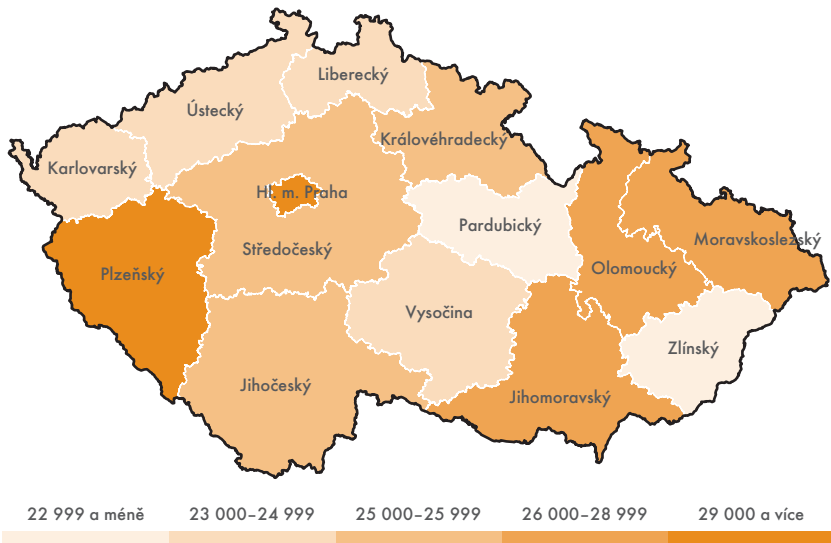 Liberecký
Ústecký
Královéhradecký
Karlovarský
Hl. m. Praha
Pardubický
Středočeský
Moravskoslezský
Olomoucký
Plzeňský
Vysočina
Zlínský
Jihočeský
Jihomoravský
22 999 a méně 23 000–24 999 25 000–25 999 26 000–28 999 29 000 a více